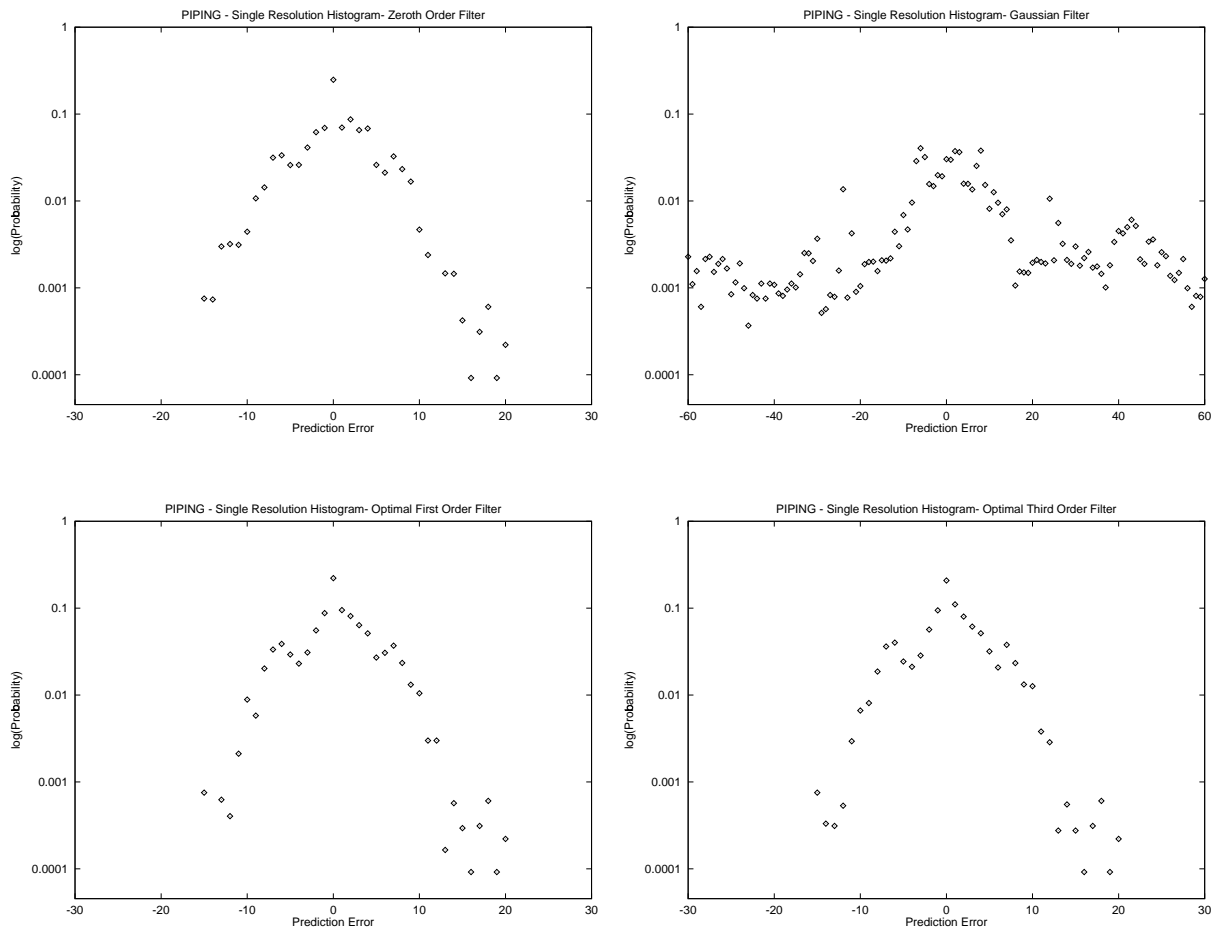 PIPING - Single Resolution Histogram- Zeroth Order Filter
1
0.1
0.01
0.001
0.0001
log(Probability)
-30 -20 -10 0 10 20 30
Prediction Error
PIPING - Single Resolution Histogram- Gaussian Filter
1
0.1
0.01
0.001
0.0001
log(Probability)
-60 -40 -20 0 20 40 60
Prediction Error
PIPING - Single Resolution Histogram- Optimal First Order Filter
1
0.1
0.01
0.001
0.0001
log(Probability)
-30 -20 -10 0 10 20 30
Prediction Error
PIPING - Single Resolution Histogram- Optimal Third Order Filter
1
0.1
0.01
0.001
0.0001
log(Probability)
-30 -20 -10 0 10 20 30
Prediction Error